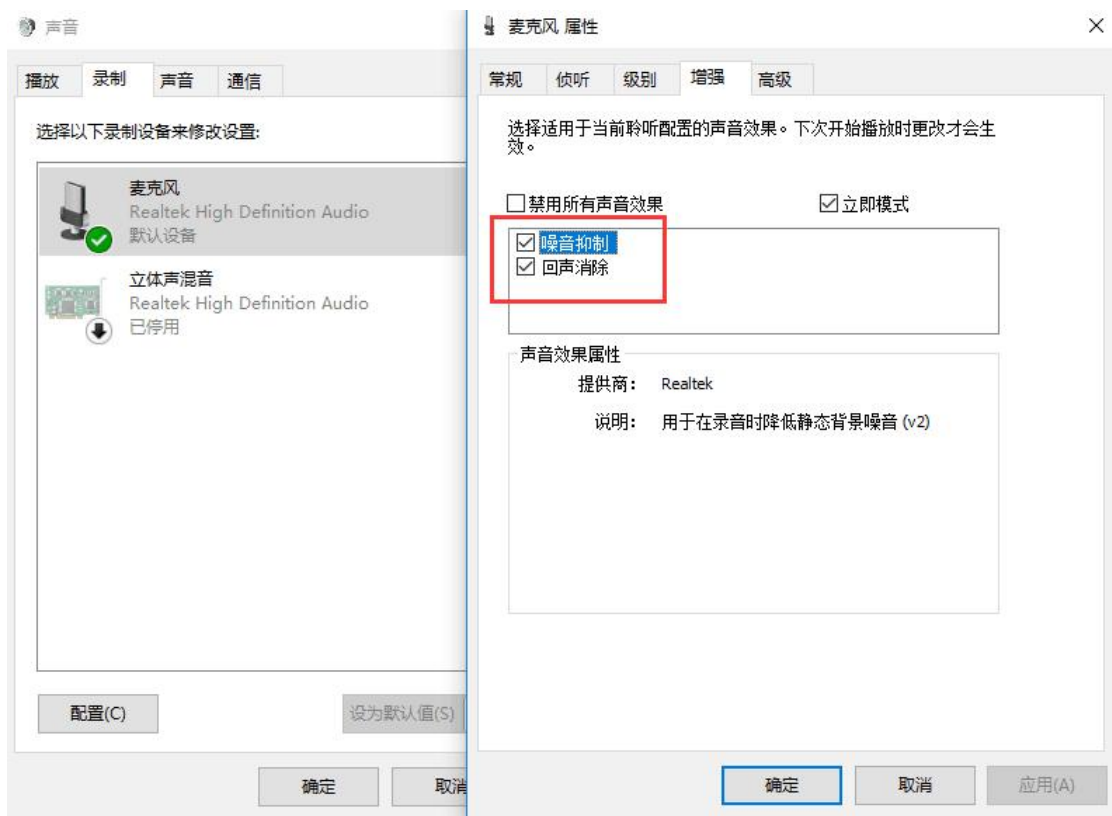 声音
播放 录制 声音 通信
选择以下录制设备来修改设置:
麦克风
Realtek High Definition Audio
默认设备
立体声混音
Realtek High Definition Audio
已停用
配置(C)
设为默认值(S)
确定
取消
麦克风 属性
常规 侦听 级别 增强 高级
选择适用于当前聆听配置的声音效果。下次开始播放时更改才会生
效。
禁用所有声音效果
立即模式
噪音抑制
回声消除
声音效果属性
提供商: Realtek
说明: 用于在录音时降低静态背景噪音 (v2)
确定
取消
应用(A)